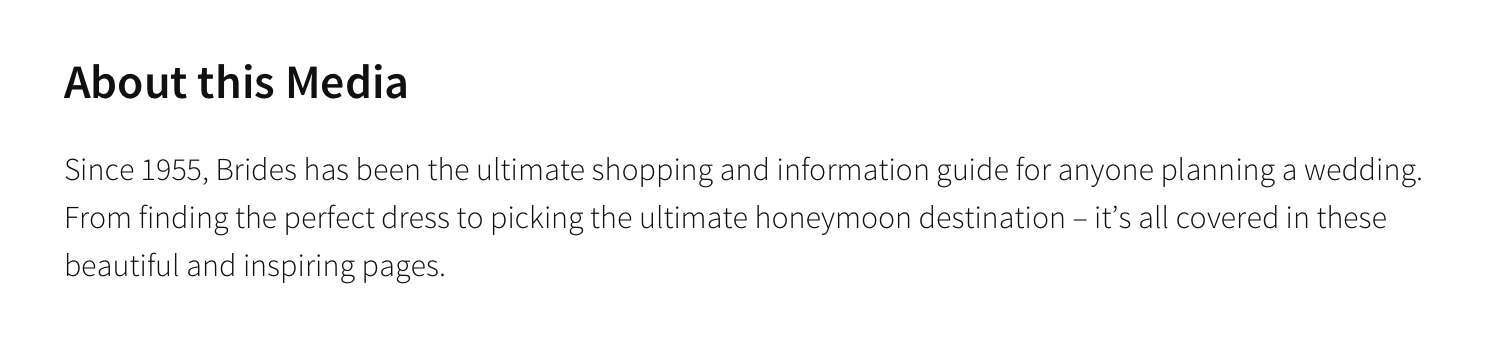 About this Media
Since 1955, Brides has been the ultimate shopping and information guide for anyone planning a wedding.
From finding the perfect dress to picking the ultimate honeymoon destination – it’s all covered in these
beautiful and inspiring pages.